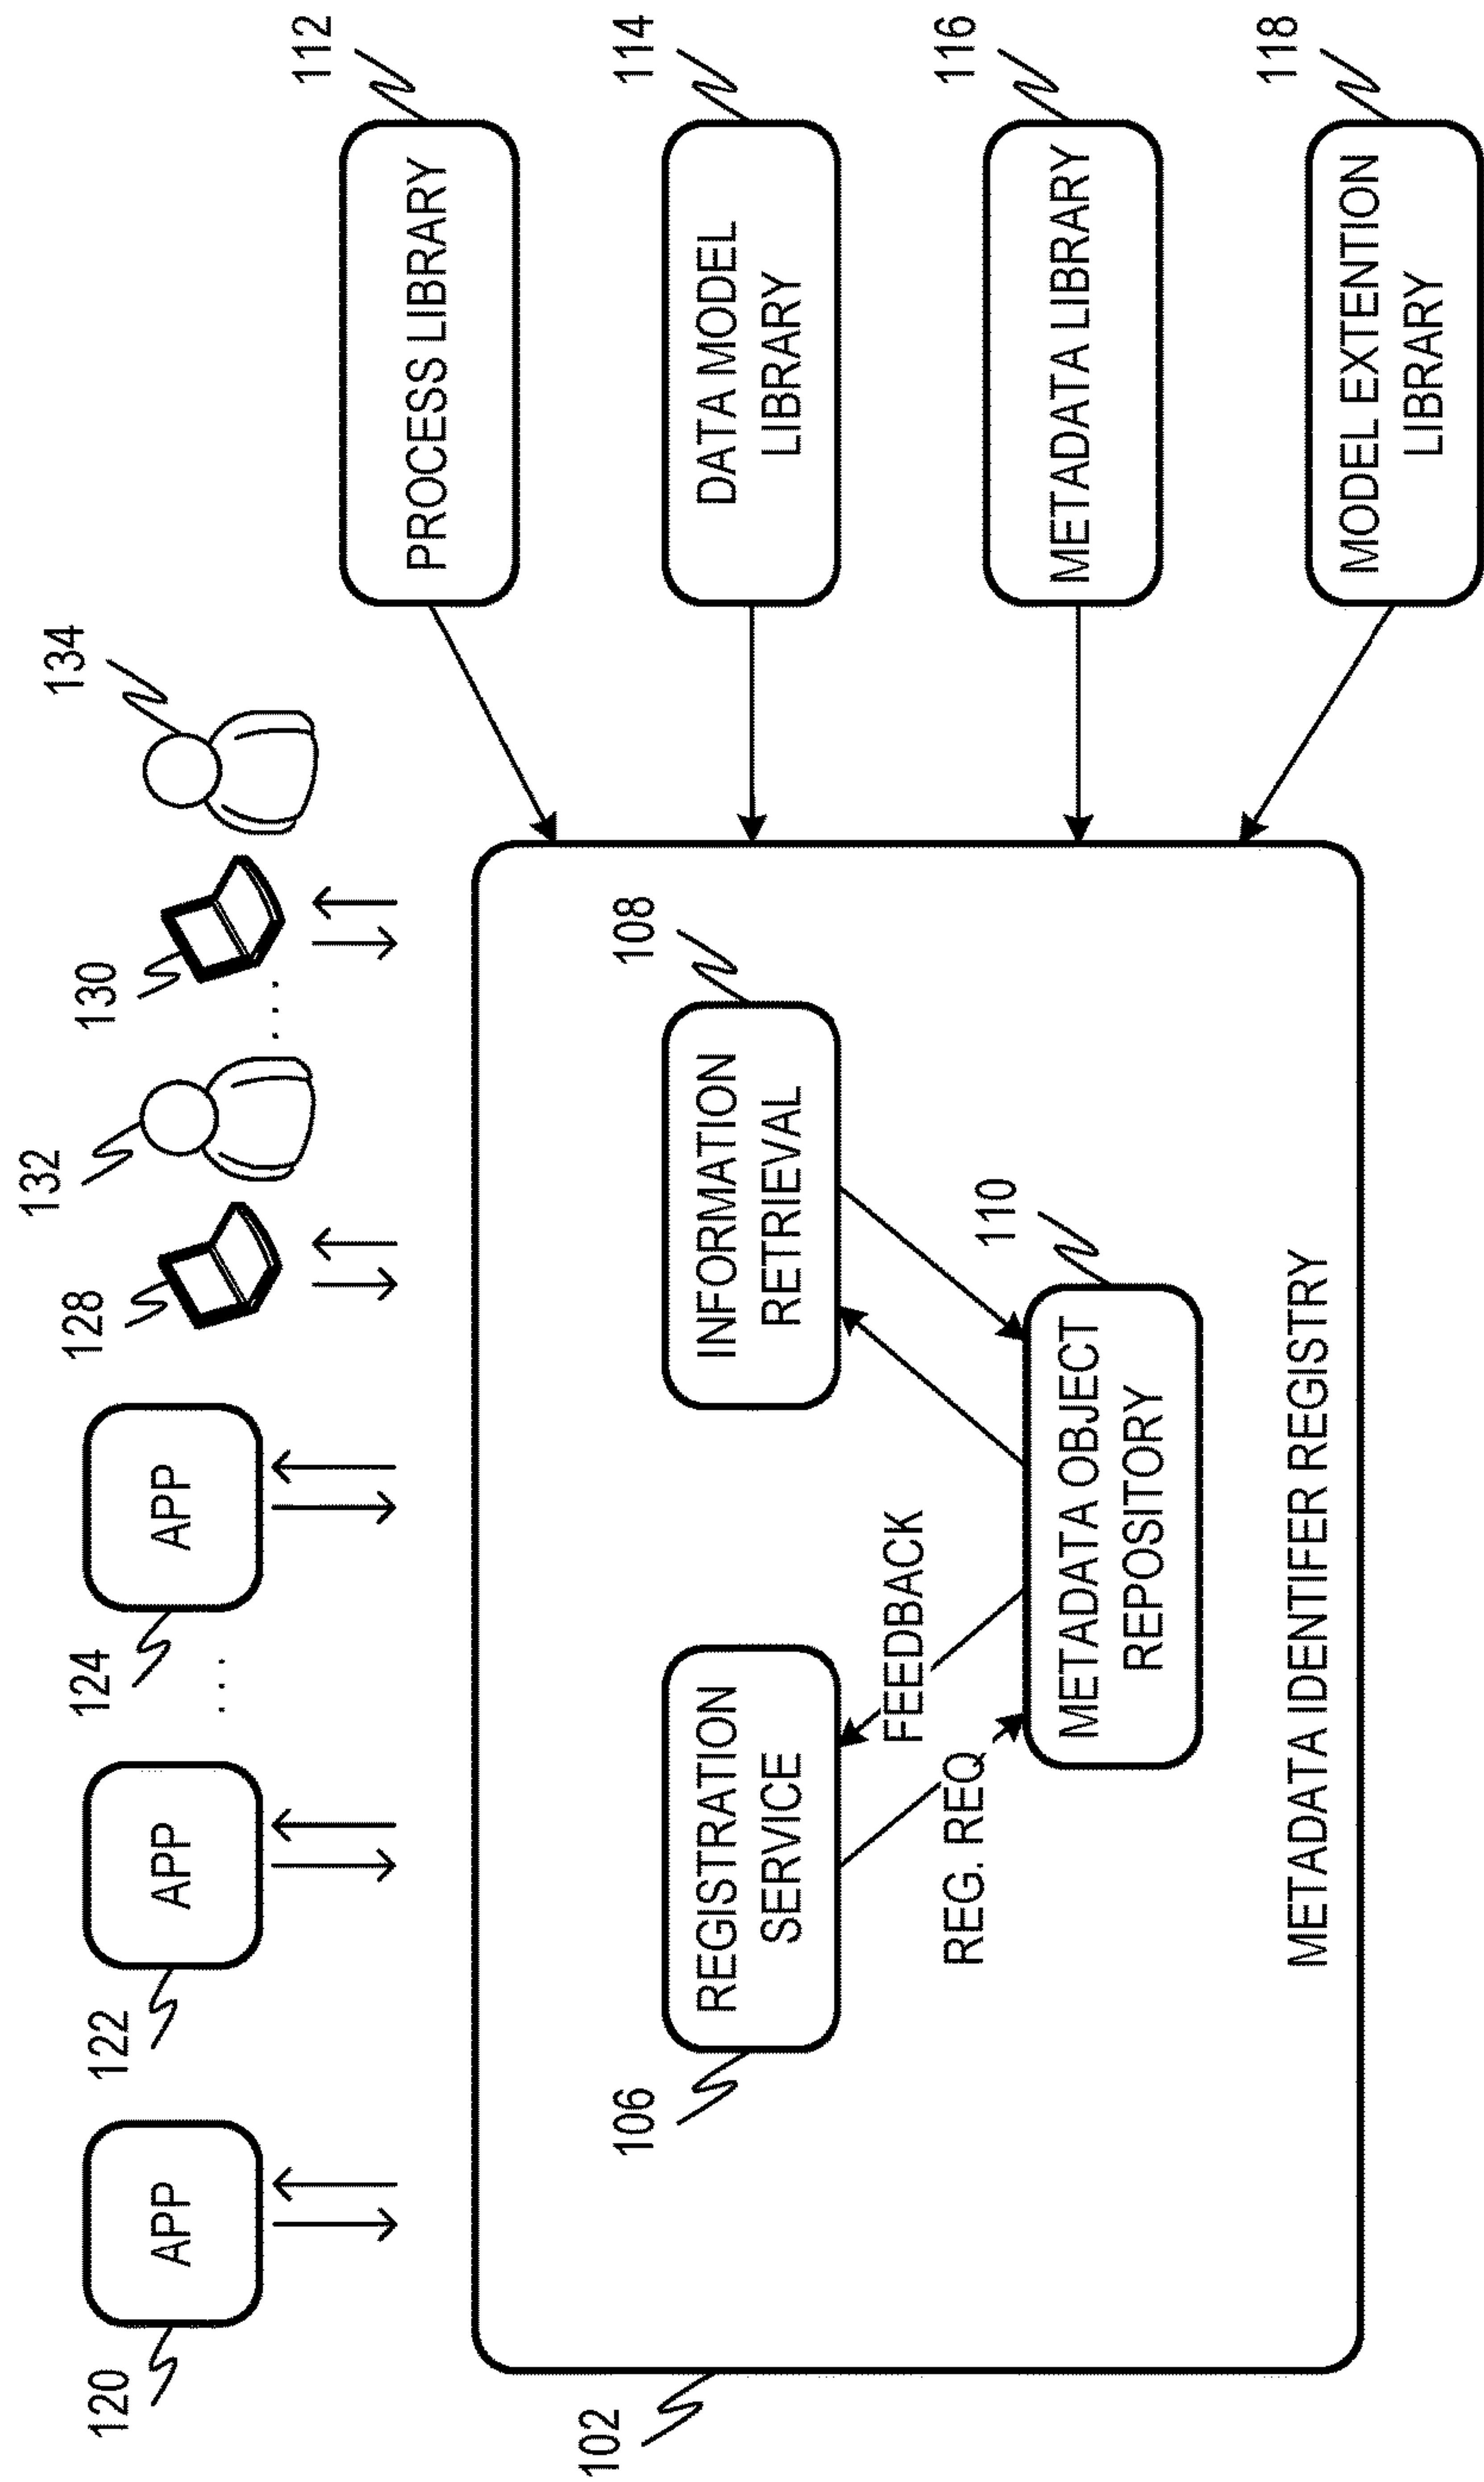 120
APP
122
APP
...
124
APP
128
132
...
130
134
102
106
REGISTRATION
SERVICE
108
INFORMATION
RETRIEVAL
FEEDBACK
REG. REQ
110
METADATA OBJECT
REPOSITORY
METADATA IDENTIFER REGISTRY
112
PROCESS LIBRARY
114
DATA MODEL
LIBRARY
116
METADATA LIBRARY
118
MODEL EXTENTION
LIBRARY